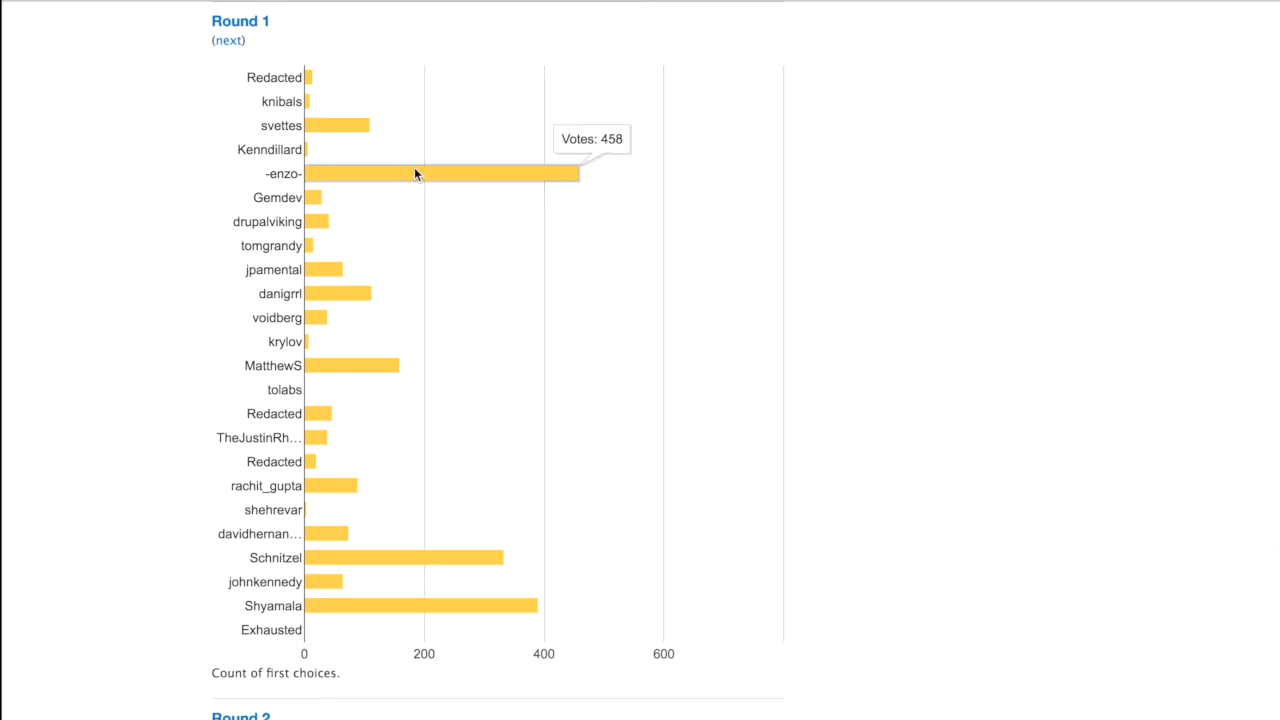 Round 1
(next)
Redacted
knibals
svettes
Kenndillard
Votes: 458
-enzo-
Gemdev
drupalviking
tomgrandy
jpamental
danigrrl
voidberg
krylov
MatthewS
tolabs
Redacted
TheJustinRh…
Redacted
rachit_gupta
shehrevar
davidhernan…
Schnitzel
johnkennedy
Shyamala
Exhausted
0 200 400 600
Count of first choices.
Round 2